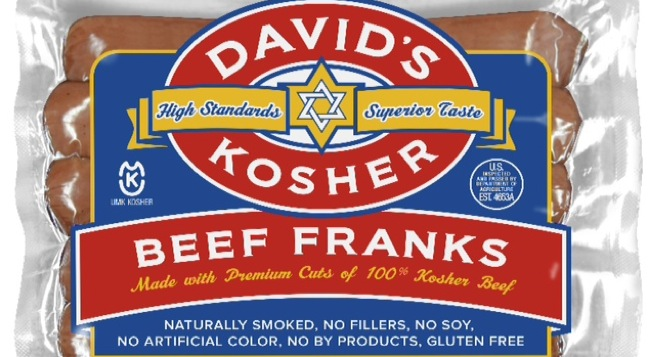 DAVID'S
High Standards Superior Taste
KOSHER
K
UMK KOSHER
U.S.
INSPECTED
AND PASSED BY
DEPARTMENT OF
AGRICULTURE
EST. 4653A
BEEF FRANKS
Made with Premium Cuts of 100% Kosher Beef
NATURALLY SMOKED, NO FILLERS, NO SOY,
NO ARTIFICIAL COLOR, NO BY PRODUCTS, GLUTEN FREE